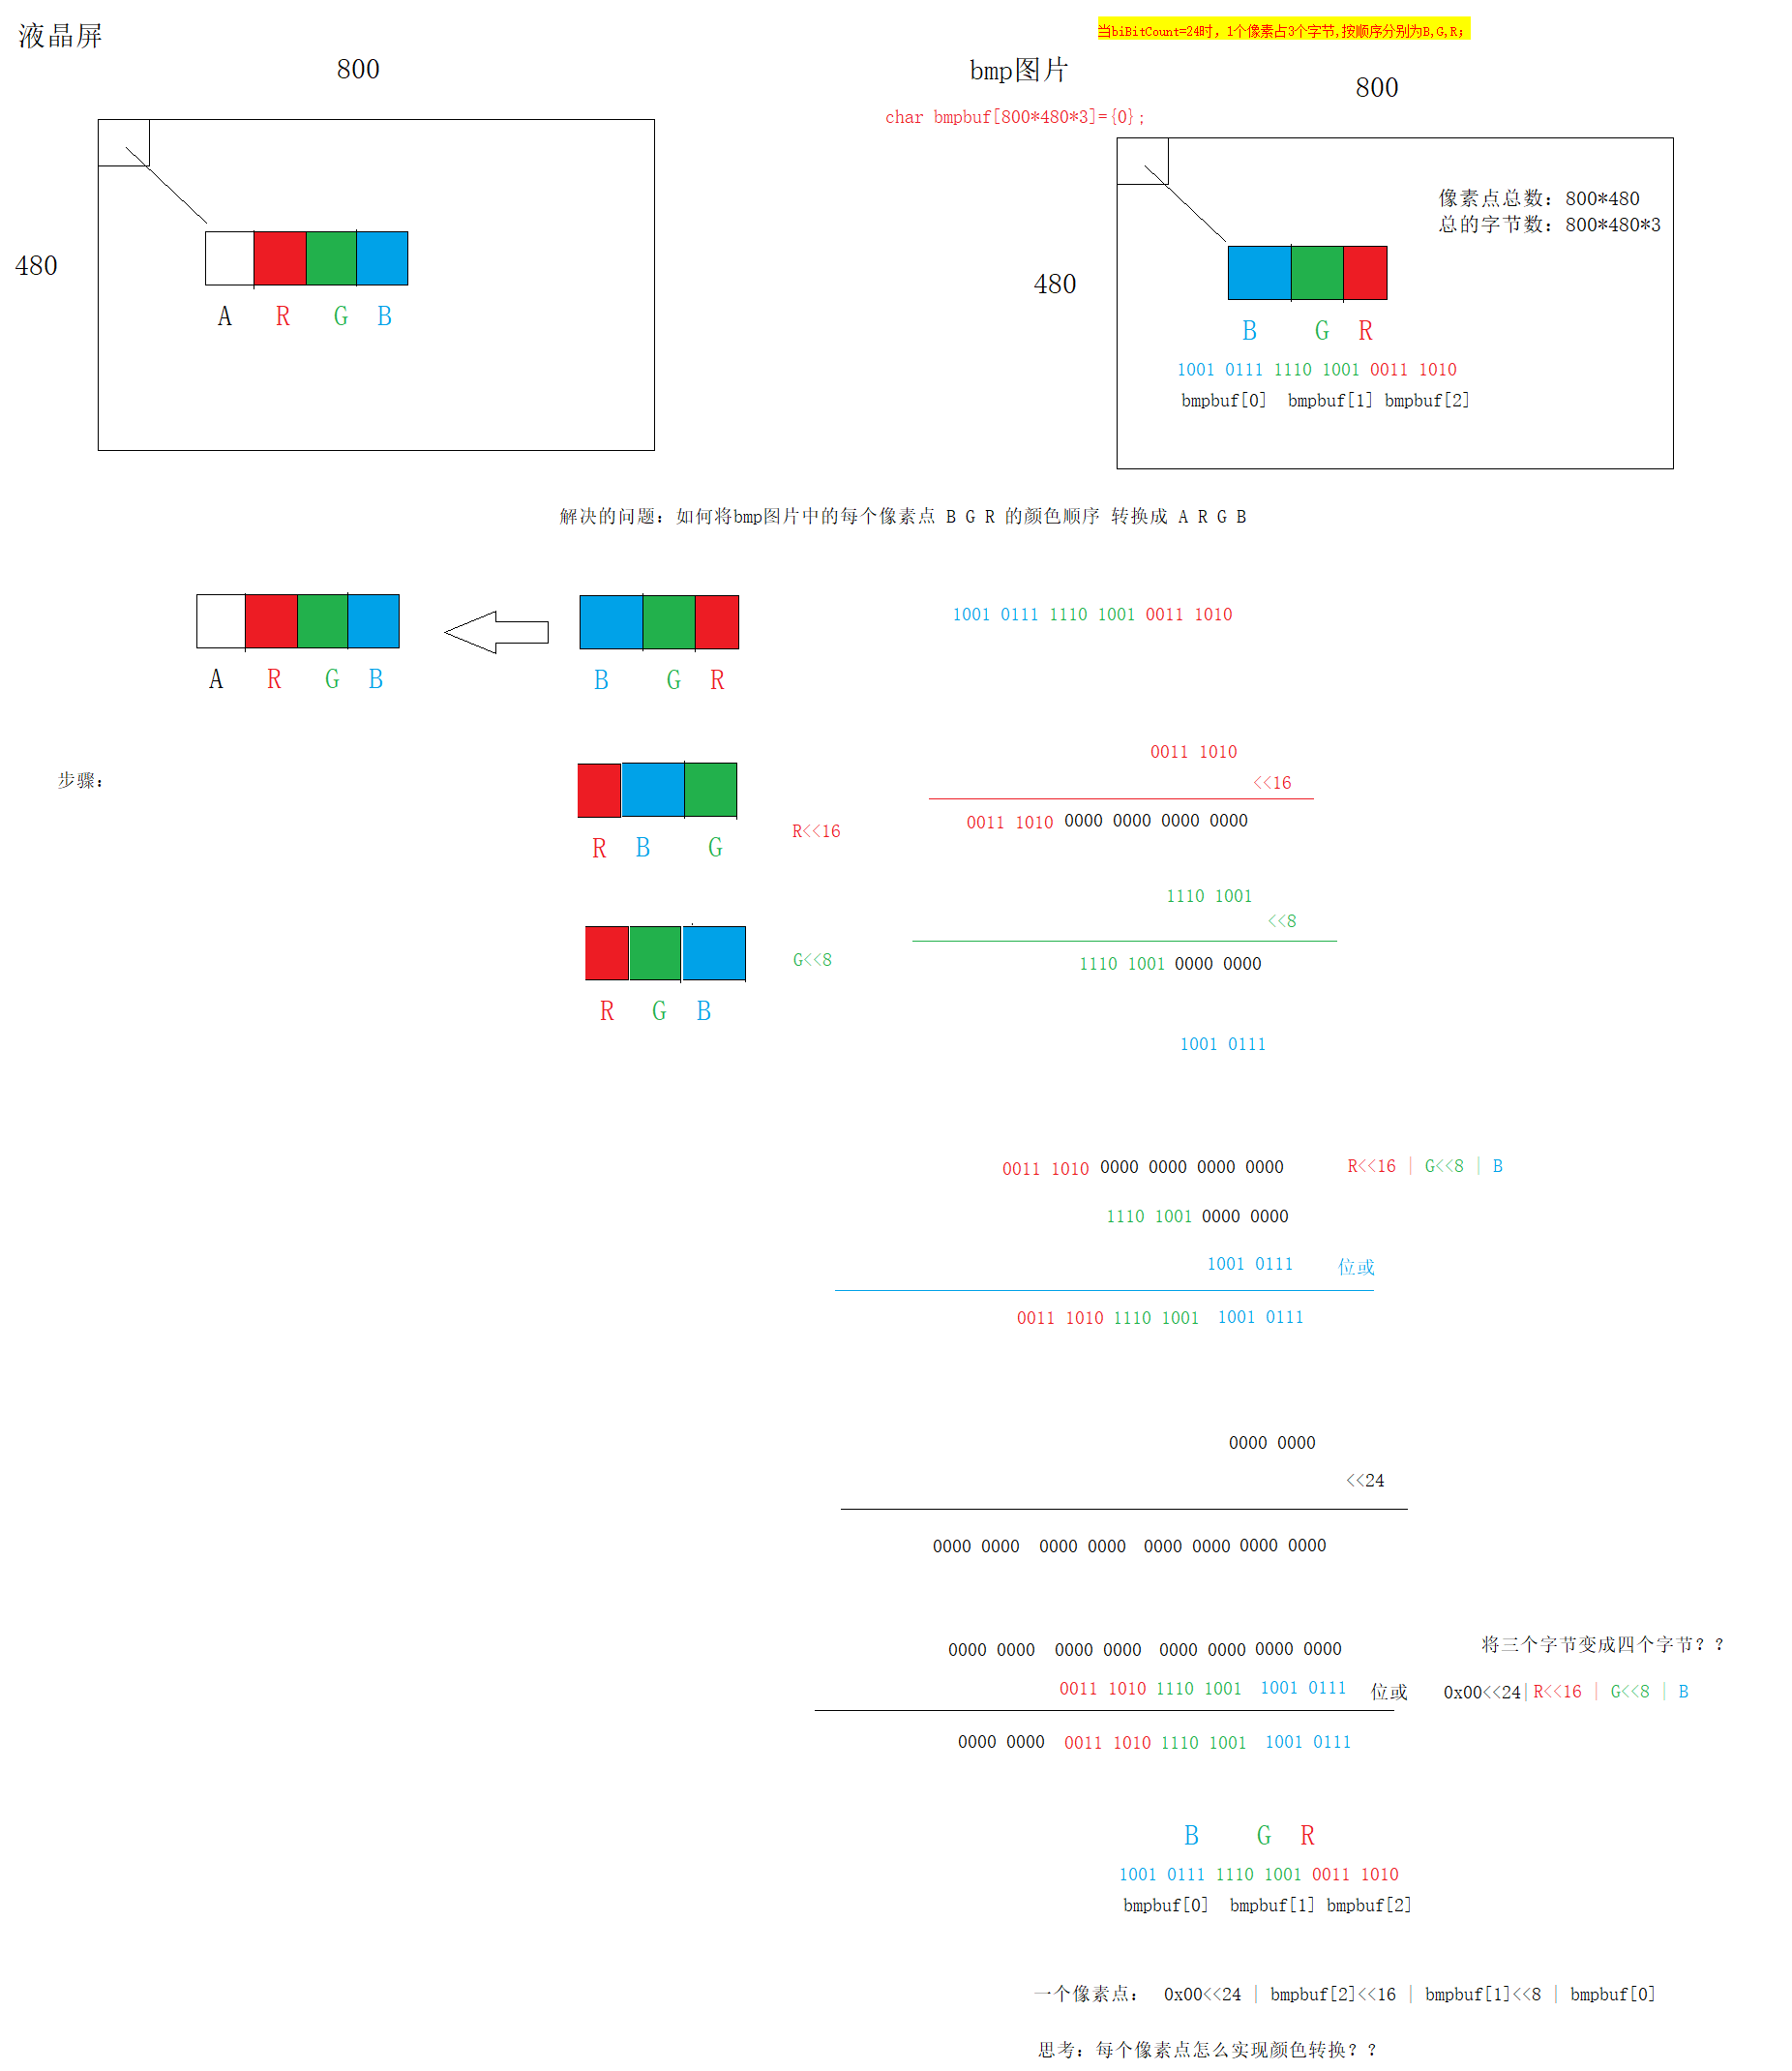 液晶屏
800
480
A R G B
当biBitCount=24时，1个像素占3个字节,按顺序分别为B,G,R；
bmp图片
800
char bmpbuf[800*480*3]={0};
像素点总数：800*480
总的字节数：800*480*3
480
B G R
1001 0111 1110 1001 0011 1010
bmpbuf[0] bmpbuf[1] bmpbuf[2]
解决的问题：如何将bmp图片中的每个像素点 B G R 的颜色顺序 转换成 A R G B
1001 0111 1110 1001 0011 1010
A R G B
B G R
步骤：
R B G
R<<16
0011 1010
<<16
0011 1010 0000 0000 0000 0000
R G B
G<<8
1110 1001
<<8
1110 1001 0000 0000
1001 0111
0011 1010 0000 0000 0000 0000 R<<16 | G<<8 | B
1110 1001 0000 0000
1001 0111 位或
0011 1010 1110 1001 1001 0111
0000 0000
<<24
0000 0000 0000 0000 0000 0000 0000 0000
将三个字节变成四个字节？？
0000 0000 0000 0000 0000 0000 0000 0000
0011 1010 1110 1001 1001 0111 位或 0x00<<24|R<<16 | G<<8 | B
0000 0000 0011 1010 1110 1001 1001 0111
B G R
1001 0111 1110 1001 0011 1010
bmpbuf[0] bmpbuf[1] bmpbuf[2]
一个像素点： 0x00<<24 | bmpbuf[2]<<16 | bmpbuf[1]<<8 | bmpbuf[0]
思考：每个像素点怎么实现颜色转换？？